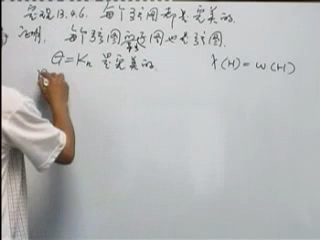 定理13.4.6. 每个弦图都是完美的.
证明. 每个弦图的导子图也是弦图.
G = Kn 是完美的. χ(H) = ω(H)